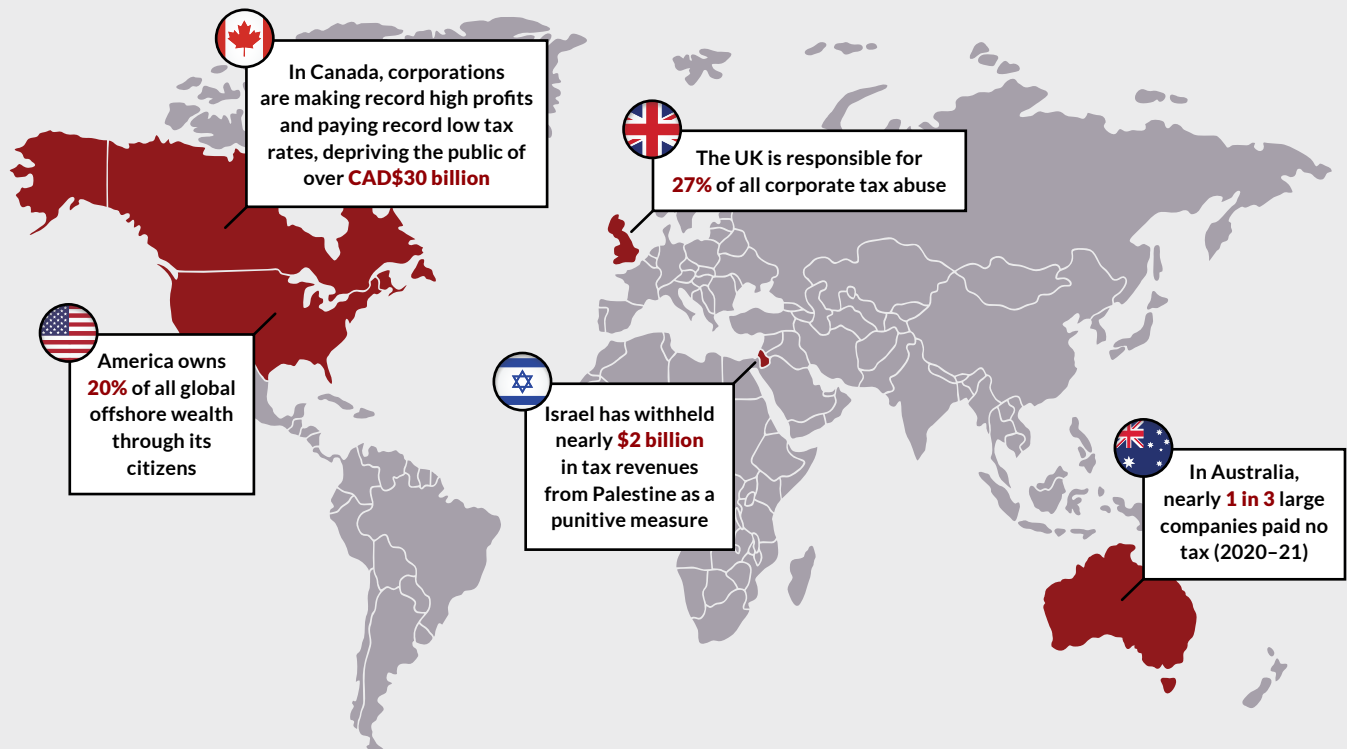 In Canada, corporations
are making record high profits
and paying record low tax
rates, depriving the public of
over CAD$30 billion
The UK is responsible for
27% of all corporate tax abuse
America owns
20% of all global
offshore wealth
through its
citizens
Israel has withheld
nearly $2 billion
in tax revenues
from Palestine as a
punitive measure
In Australia,
nearly 1 in 3 large
companies paid no
tax (2020–21)